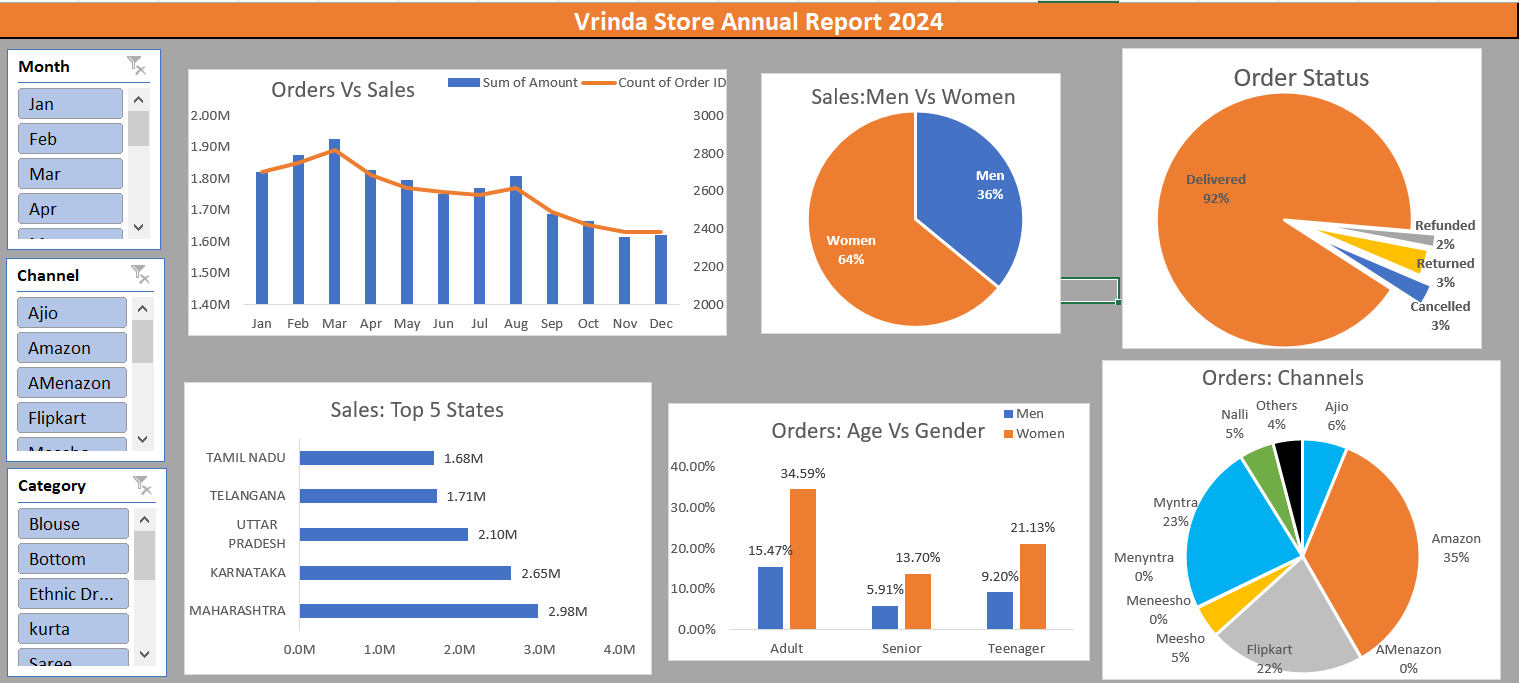 Vrinda Store Annual Report 2024
Month
Jan
Feb
Mar
Apr
Channel
Ajio
Amazon
AMenazon
Flipkart
Meesho
Category
Blouse
Bottom
Ethnic Dr...
kurta
Saree
Orders Vs Sales
Sum of Amount
Count of Order ID
2.00M
1.90M
1.80M
1.70M
1.60M
1.50M
1.40M
3000
2800
2600
2400
2200
2000
Jan Feb Mar Apr May Jun Jul Aug Sep Oct Nov Dec
Sales:Men Vs Women
Men
36%
Women
64%
Order Status
Delivered
92%
Refunded
2%
Returned
3%
Cancelled
3%
Sales: Top 5 States
TAMIL NADU 1.68M
TELANGANA 1.71M
UTTAR
PRADESH
2.10M
KARNATAKA 2.65M
MAHARASHTRA 2.98M
0.0M 1.0M 2.0M 3.0M 4.0M
Orders: Age Vs Gender
Men
Women
40.00%
30.00%
20.00%
10.00%
0.00%
15.47%
34.59%
5.91%
13.70%
9.20%
21.13%
Adult Senior Teenager
Orders: Channels
Ajio
6%
Amazon
35%
AMenazon
0%
Flipkart
22%
Meesho
5%
Meneesho
0%
Menyntra
0%
Myntra
23%
Nalli
5%
Others
4%